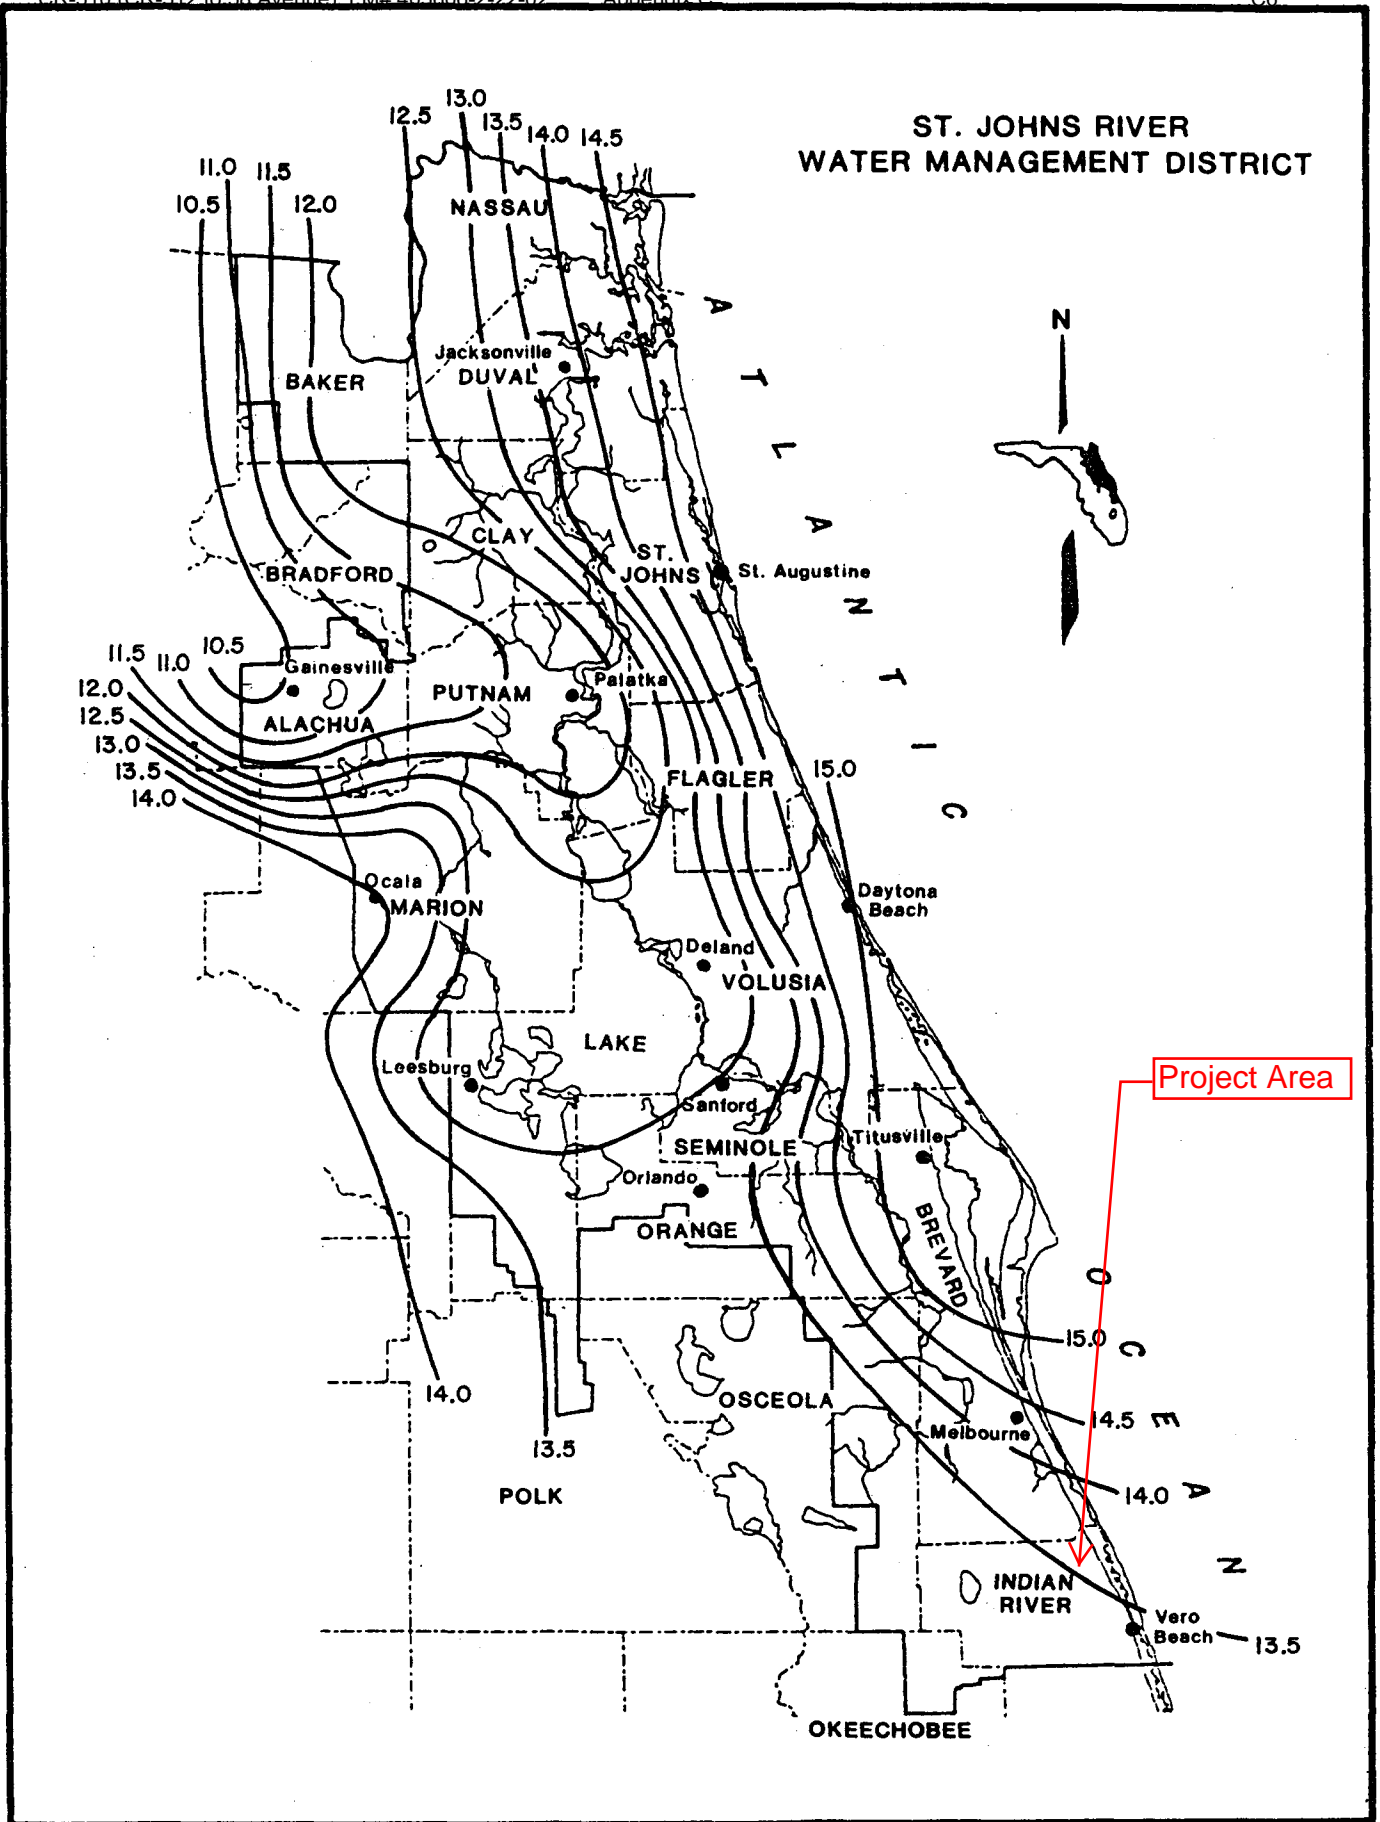 Appendix C
ST. JOHNS RIVER
WATER MANAGEMENT DISTRICT
13.0
12.5
13.5
14.0
14.5
11.0
11.5
10.5
12.0
NASSAU
A
T
L
A
N
T
I
C
N
Jacksonville
DUVAL
BAKER
CLAY
ST.
JOHNS
St. Augustine
BRADFORD
10.5
11.5
11.0
Gainesville
12.0
PUTNAM
Palatka
12.5
ALACHUA
13.0
13.5
14.0
FLAGLER
15.0
Ocala
MARION
Daytona
Beach
Deland
VOLUSIA
LAKE
Leesburg
Sanford
Project Area
SEMINOLE
Titusville
Orlando
ORANGE
BREVARD
O
C
E
A
N
15.0
14.0
OSCEOLA
14.5
Melbourne
13.5
POLK
14.0
INDIAN
RIVER
Vero
Beach
13.5
OKEECHOBEE